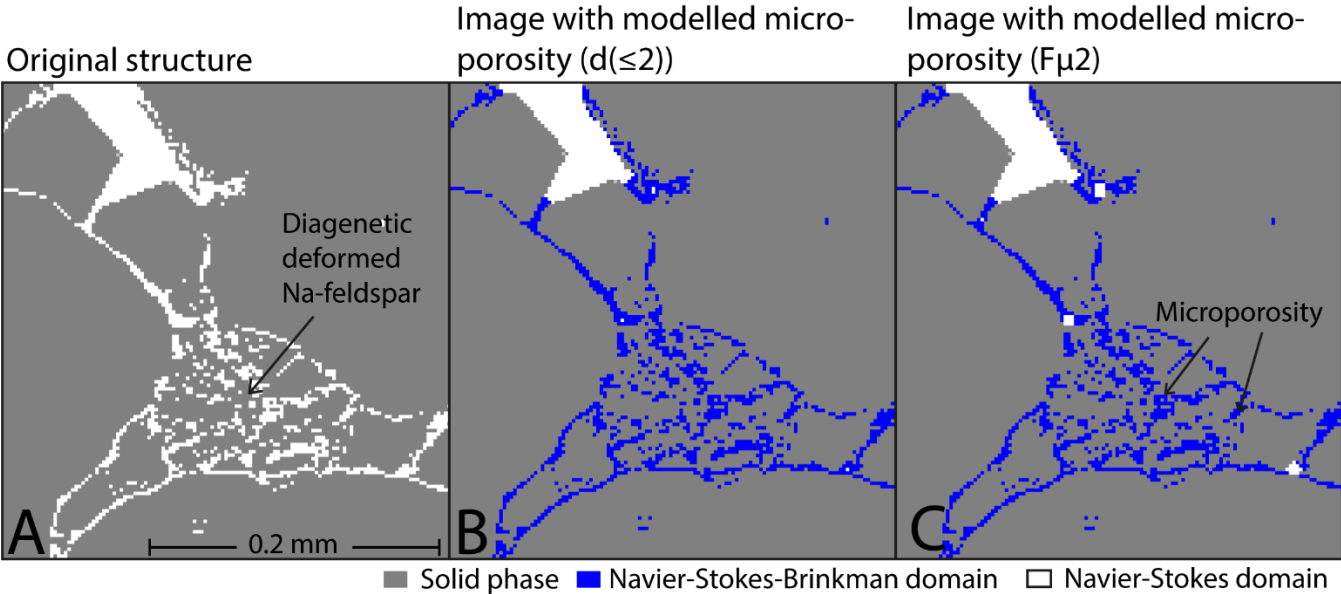 Original structure
Image with modelled micro-
porosity (d(≤2))
Image with modelled micro-
porosity (Fµ2)
Diagenetic
deformed
Na-feldspar
Microporosity
A
0.2 mm
B
C
Solid phase
Navier-Stokes-Brinkman domain
Navier-Stokes domain